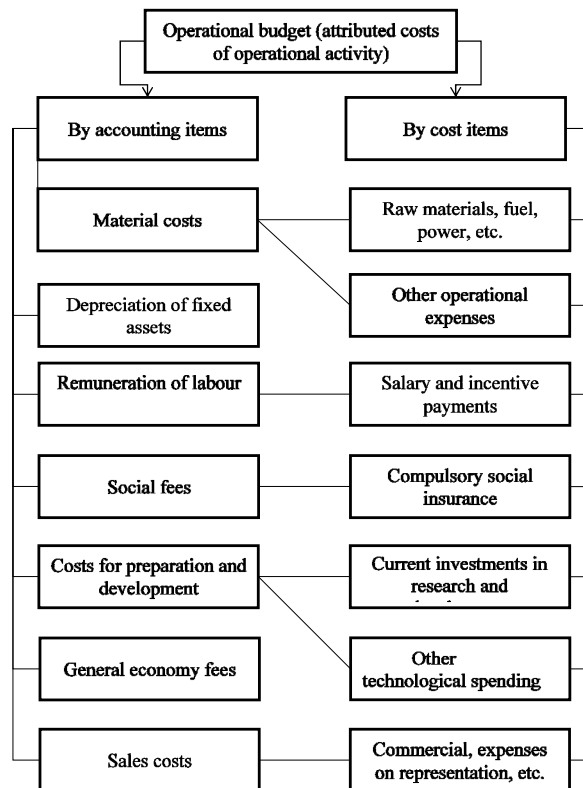 Operational budget (attributed costs
of operational activity)
By accounting items
By cost items
Material costs
Raw materials, fuel,
power, etc.
Depreciation of fixed
assets
Other operational
expenses
Remuneration of labour
Salary and incentive
payments
Social fees
Compulsory social
insurance
Costs for preparation and
development
Current investments in
research and
General economy fees
Other
technological spending
Sales costs
Commercial, expenses
on representation, etc.